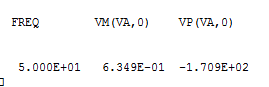 FREQ VM(VA,0) VP(VA,0)
5.000E+01 6.349E-01 -1.709E+02